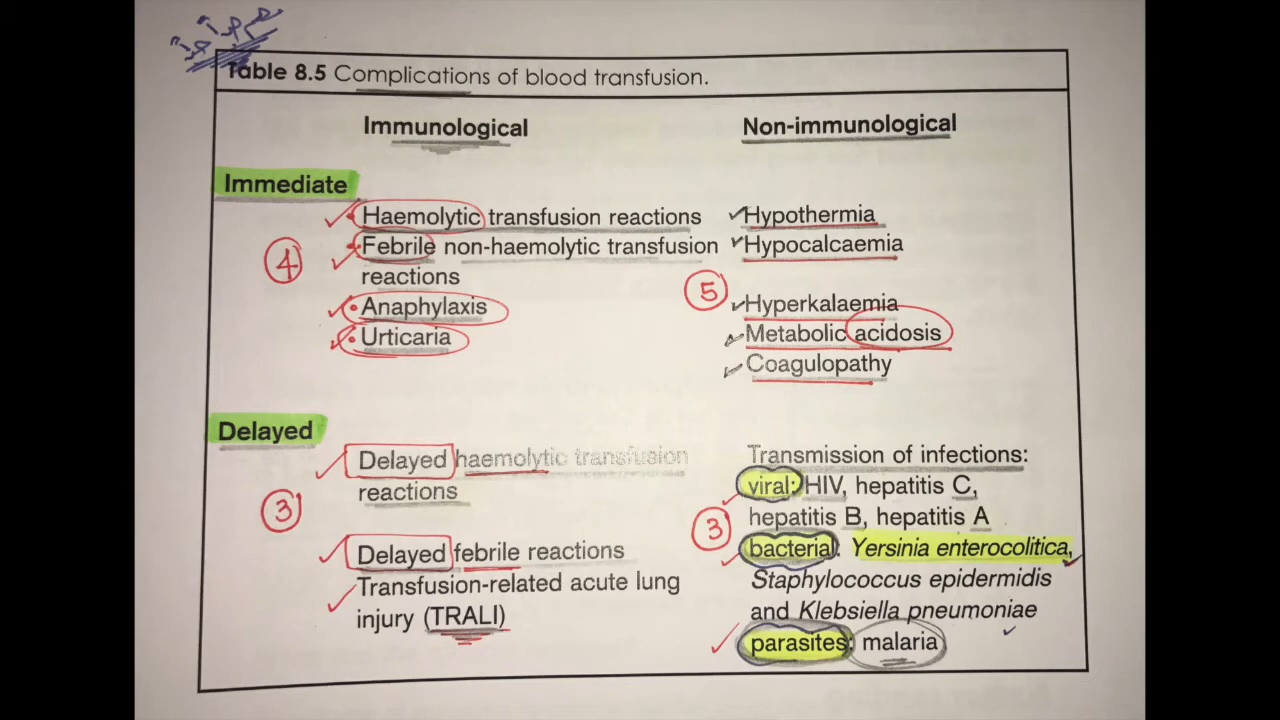 Table 8.5 Complications of blood transfusion.
Immunological
Non-immunological
Immediate
Haemolytic transfusion reactions
Febrile non-haemolytic transfusion
reactions
Anaphylaxis
Urticaria
4
Hypothermia
Hypocalcaemia
Hyperkalaemia
Metabolic acidosis
Coagulopathy
5
Delayed
Delayed haemolytic transfusion
reactions
Delayed febrile reactions
Transfusion-related acute lung
injury (TRALI)
3
Transmission of infections:
viral: HIV, hepatitis C,
hepatitis B, hepatitis A
bacterial: Yersinia enterocolitica,
Staphylococcus epidermidis
and Klebsiella pneumoniae
parasites: malaria
3